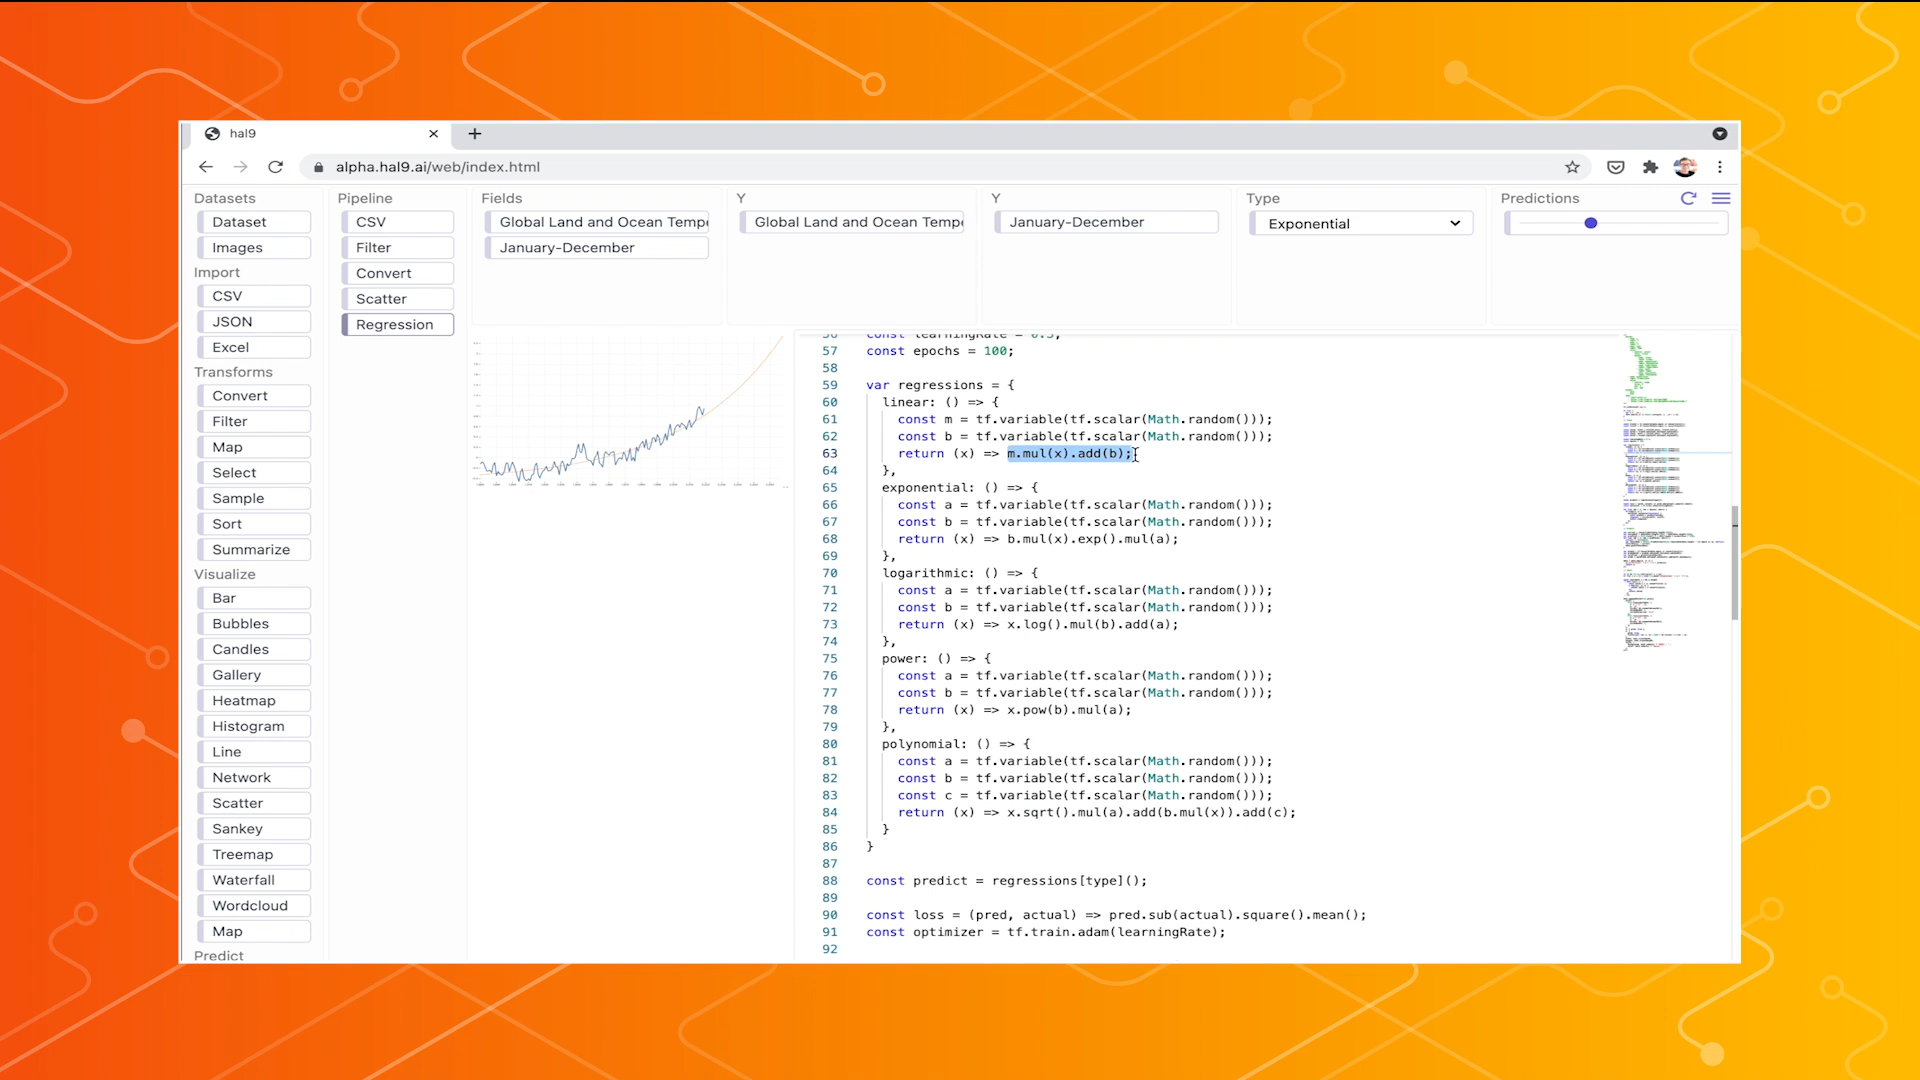 hal9
alpha.hal9.ai/web/index.html
Datasets
Dataset
Images
Import
CSV
JSON
Excel
Transforms
Convert
Filter
Map
Select
Sample
Sort
Summarize
Visualize
Bar
Bubbles
Candles
Gallery
Heatmap
Histogram
Line
Network
Scatter
Sankey
Treemap
Waterfall
Wordcloud
Map
Predict
Pipeline
CSV
Filter
Convert
Scatter
Regression
Fields
Global Land and Ocean Tempe
January-December
Y
Global Land and Ocean Tempe
Y
January-December
Type
Exponential
Predictions
56 const learningRate = 0.5;
57 const epochs = 100;
58
59 var regressions = {
60 linear: () => {
61 const m = tf.variable(tf.scalar(Math.random()));
62 const b = tf.variable(tf.scalar(Math.random()));
63 return (x) => m.mul(x).add(b);
64 },
65 exponential: () => {
66 const a = tf.variable(tf.scalar(Math.random()));
67 const b = tf.variable(tf.scalar(Math.random()));
68 return (x) => b.mul(x).exp().mul(a);
69 },
70 logarithmic: () => {
71 const a = tf.variable(tf.scalar(Math.random()));
72 const b = tf.variable(tf.scalar(Math.random()));
73 return (x) => x.log().mul(b).add(a);
74 },
75 power: () => {
76 const a = tf.variable(tf.scalar(Math.random()));
77 const b = tf.variable(tf.scalar(Math.random()));
78 return (x) => x.pow(b).mul(a);
79 },
80 polynomial: () => {
81 const a = tf.variable(tf.scalar(Math.random()));
82 const b = tf.variable(tf.scalar(Math.random()));
83 const c = tf.variable(tf.scalar(Math.random()));
84 return (x) => x.sqrt().mul(a).add(b.mul(x)).add(c);
85 }
86 }
87
88 const predict = regressions[type]();
89
90 const loss = (pred, actual) => pred.sub(actual).square().mean();
91 const optimizer = tf.train.adam(learningRate);
92